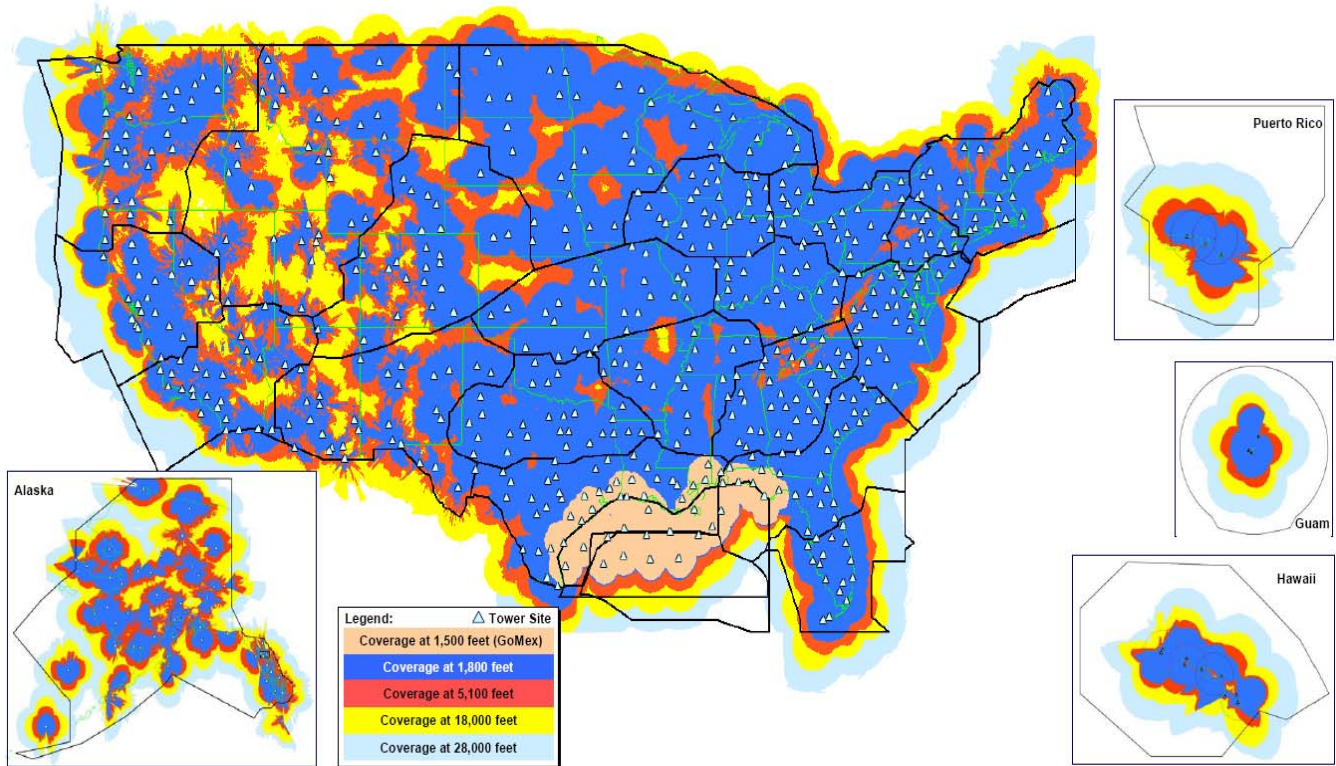 Puerto Rico
Guam
Alaska
Hawaii
Legend: Tower Site
Coverage at 1,500 feet (GoMex)
Coverage at 1,800 feet
Coverage at 5,100 feet
Coverage at 18,000 feet
Coverage at 28,000 feet